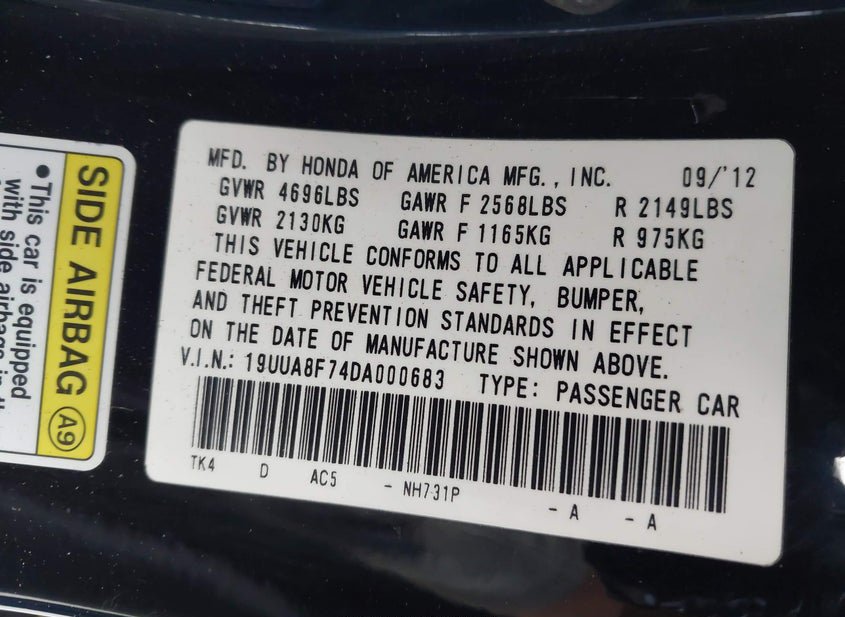 MFD. BY HONDA OF AMERICA MFG., INC. 09/'12
GVWR 4696LBS GAWR F 2568LBS R 2149LBS
GVWR 2130KG GAWR F 1165KG R 975KG
THIS VEHICLE CONFORMS TO ALL APPLICABLE
FEDERAL MOTOR VEHICLE SAFETY, BUMPER,
AND THEFT PREVENTION STANDARDS IN EFFECT
ON THE DATE OF MANUFACTURE SHOWN ABOVE.
V.I.N.: 19UUA8F74DA000683 TYPE: PASSENGER CAR
TK4 D AC5 - NH731P - A - A
SIDE AIRBAG A9
•This car is equipped
with side airbags in